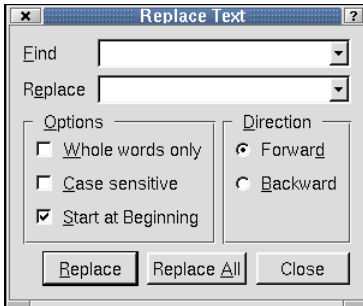 Replace Text ?
Find
Replace
Options
Whole words only
Case sensitive
Start at Beginning
Direction
Forward
Backward
Replace Replace All Close